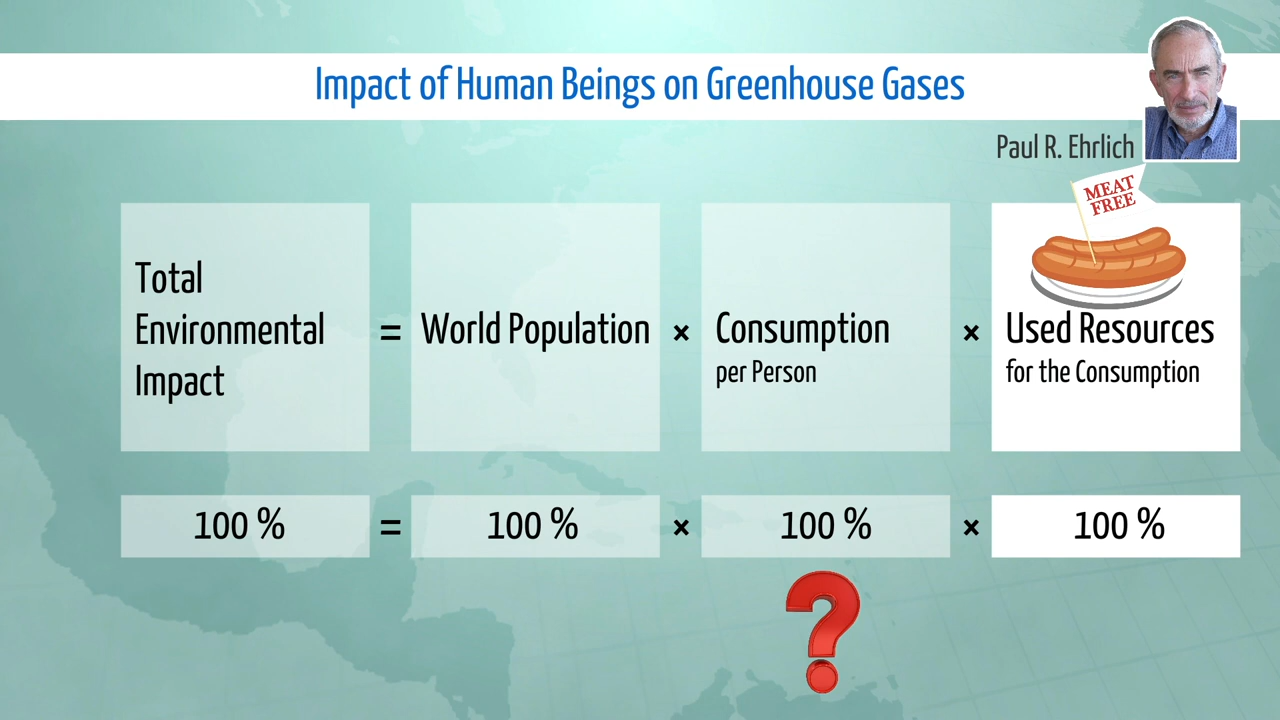 Impact of Human Beings on Greenhouse Gases
Paul R. Ehrlich
MEAT
FREE
Total
Environmental
Impact
=
World Population
×
Consumption
per Person
×
Used Resources
for the Consumption
100 % = 100 % × 100 % × 100 %
?